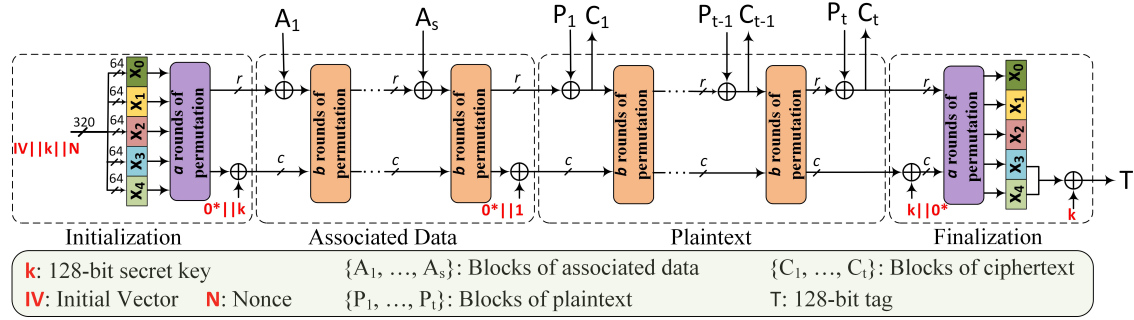 A1 As P1 C1 Pt-1 Ct-1 Pt Ct
64 X0 r r r r r r X0
64 X1 X1
320 64 X2 a rounds of permutation b rounds of permutation b rounds of permutation b rounds of permutation b rounds of permutation a rounds of permutation X2
IV||k||N
64 X3 c c c c c X3
64 X4 X4 T
0*||k 0*||1 k||0* k
Initialization Associated Data Plaintext Finalization
k: 128-bit secret key {A1, ..., As}: Blocks of associated data {C1, ..., Ct}: Blocks of ciphertext
IV: Initial Vector N: Nonce {P1, ..., Pt}: Blocks of plaintext T: 128-bit tag